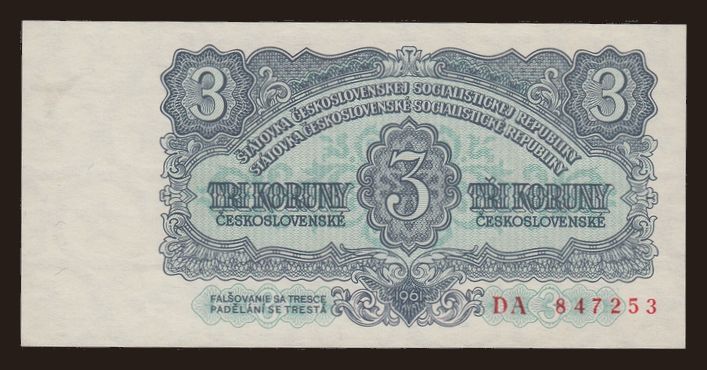 3 3
ŠTÁTOVKA ČESKOSLOVENSKEJ SOCIALISTICKEJ REPUBLIKY
STÁTOVKA ČESKOSLOVENSKÉ SOCIALISTICKÉ REPUBLIKY
3
TRI KORUNY TŘI KORUNY
ČESKOSLOVENSKÉ ČESKOSLOVENSKÉ
1961
FALŠOVANIE SA TRESCE
PADĚLÁNÍ SE TRESTÁ
DA 847253